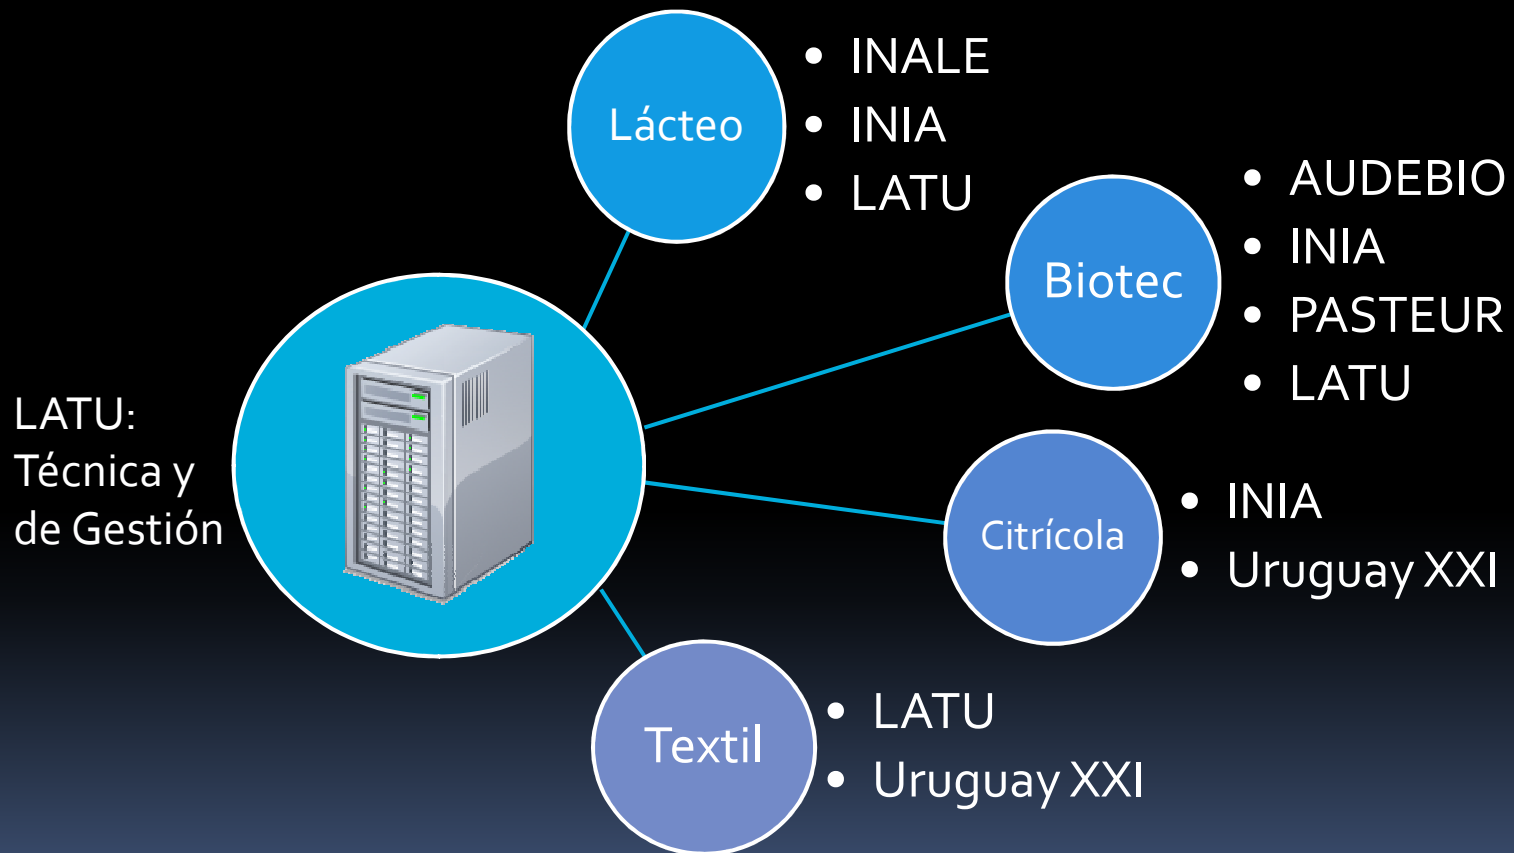 Lácteo
• INALE
• INIA
• LATU
Biotec
• AUDEBIO
• INIA
• PASTEUR
• LATU
LATU:
Técnica y
de Gestión
Citrícola
• INIA
• Uruguay XXI
Textil
• LATU
• Uruguay XXI